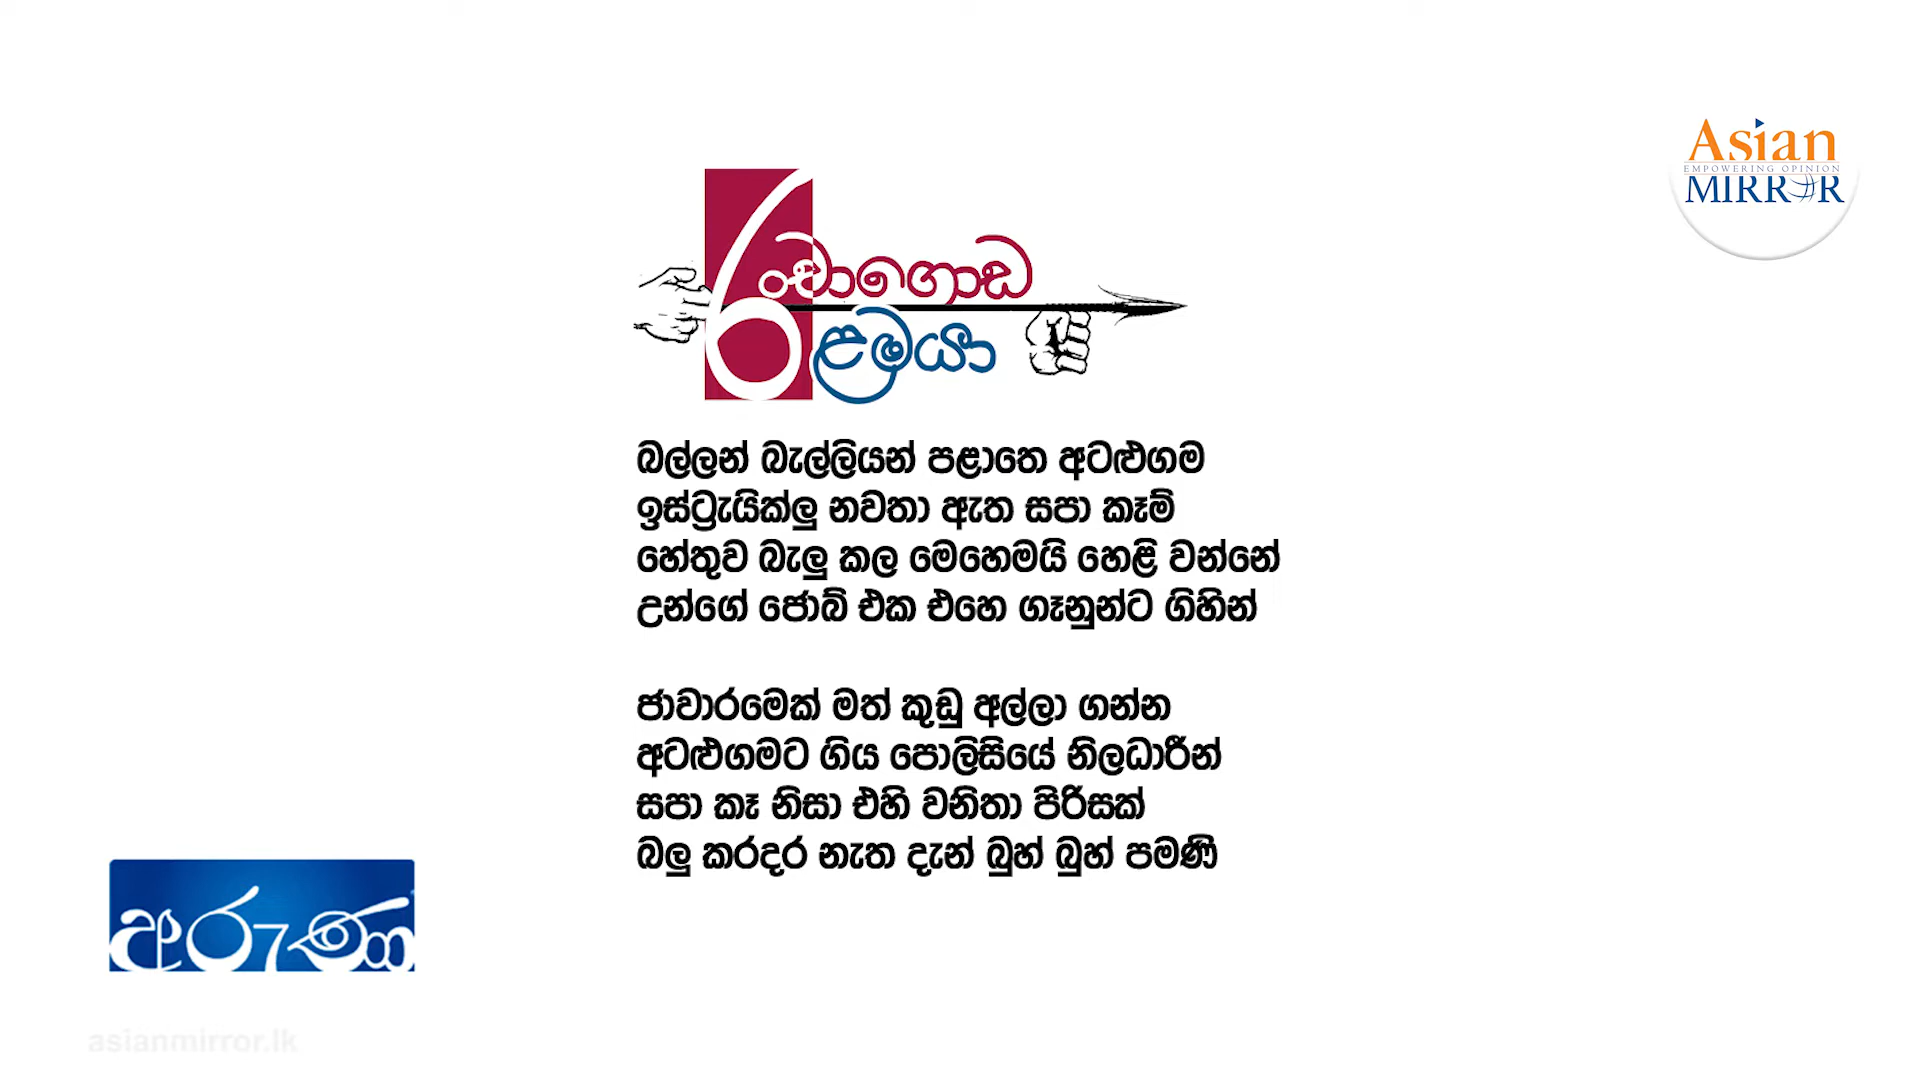 Asian
EMPOWERING OPINION
MIRROR
රංචාගොඩ
ළමයා
බල්ලන් බැල්ලියන් පළාතෙ අටළුගම
ඉස්ට්‍රැයික්ලු නවතා ඇත සපා කෑම්
හේතුව බැලු කල මෙහෙමයි හෙළි වන්නේ
උන්ගේ ජොබ් එක එහෙ ගෑනුන්ට ගිහින්
ජාවාරමෙක් මත් කුඩු අල්ලා ගන්න
අටළුගමට ගිය පොලිසියේ නිලධාරීන්
සපා කෑ නිසා එහි වනිතා පිරිසක්
බලු කරදර නැත දැන් බුහ් බුහ් පමණි
අරුණ
asianmirror.lk